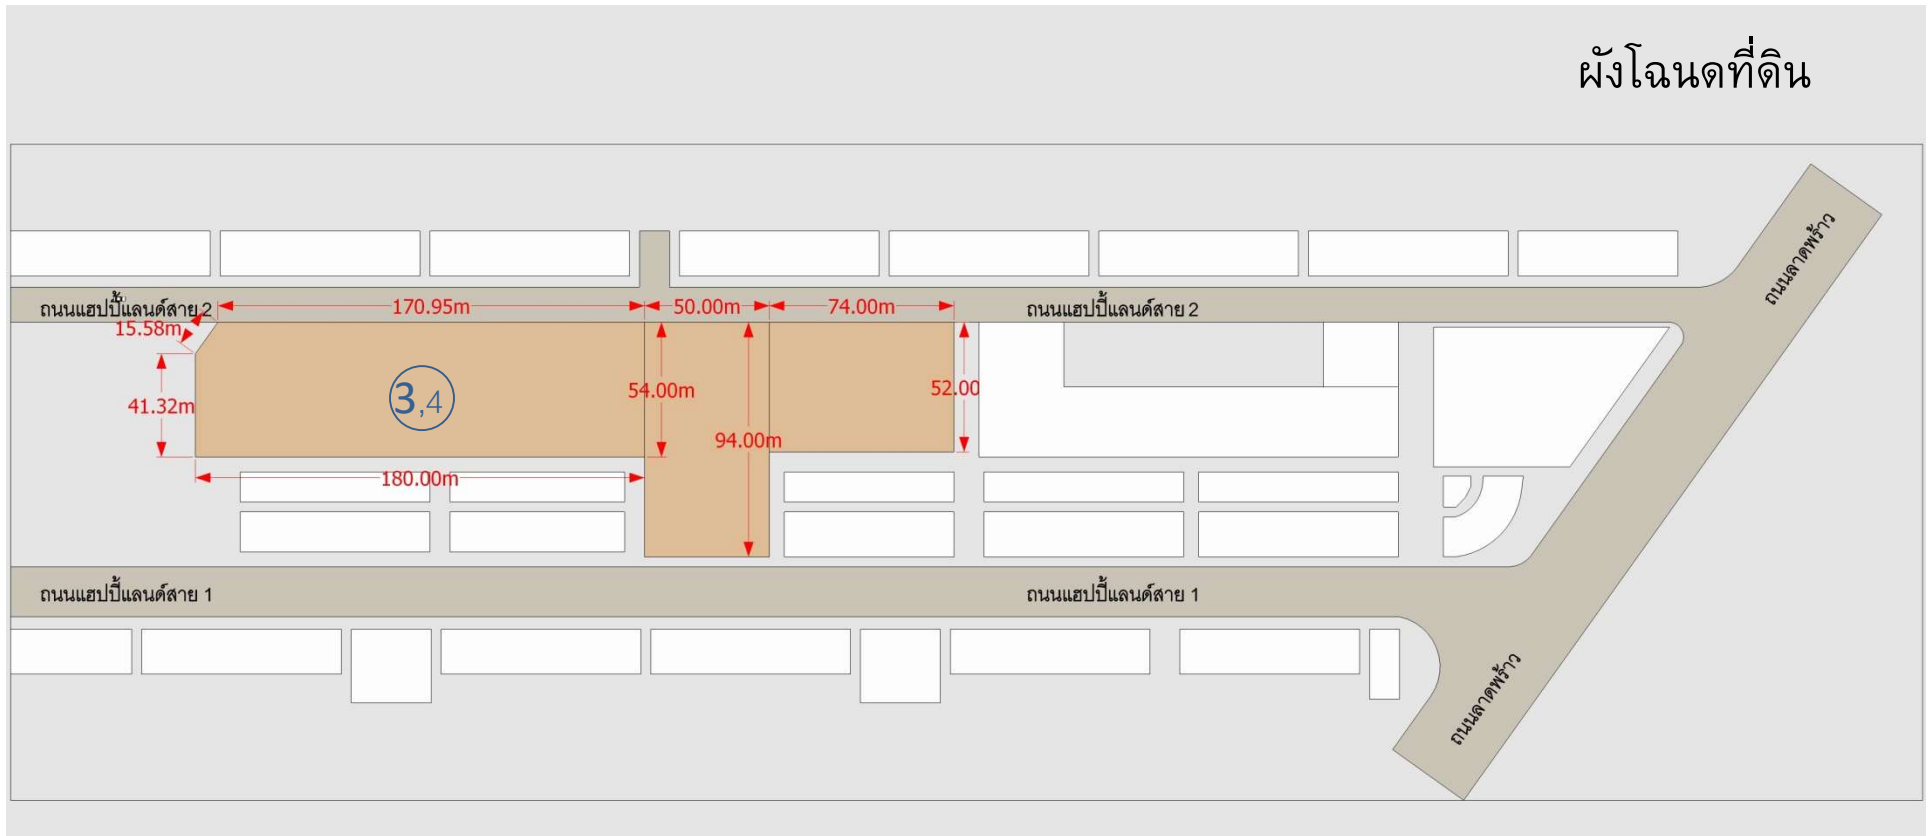 ผังโฉนดที่ดิน
ถนนลาดพร้าว
ถนนแฮปปี้แลนด์สาย 2
170.95m
50.00m
74.00m
ถนนแฮปปี้แลนด์สาย 2
15.58m
3,4
54.00m
52.00
41.32m
94.00m
180.00m
ถนนแฮปปี้แลนด์สาย 1
ถนนแฮปปี้แลนด์สาย 1
ถนนลาดพร้าว